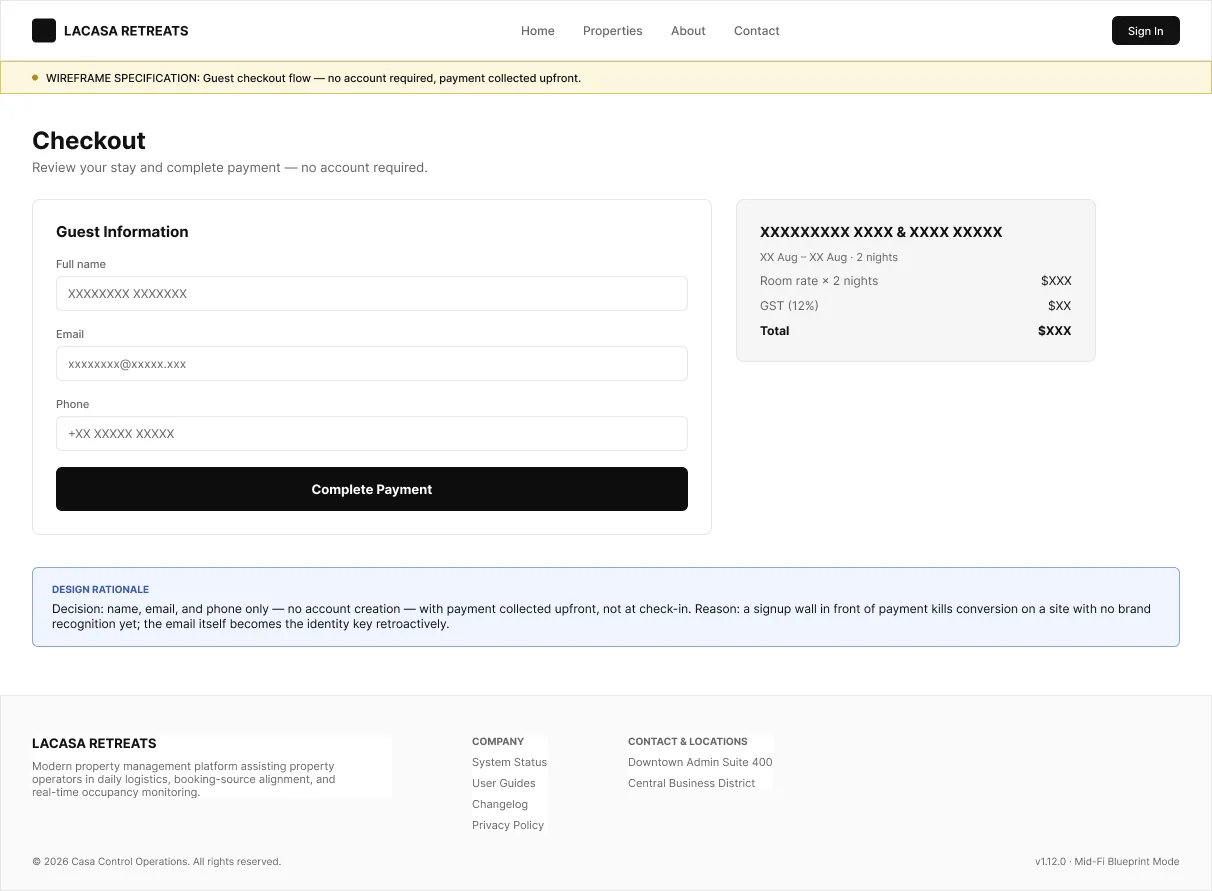 LACASA RETREATS
Home
Properties
About
Contact
Sign In
WIREFRAME SPECIFICATION: Guest checkout flow — no account required, payment collected upfront.
Checkout
Review your stay and complete payment — no account required.
Guest Information
Full name
XXXXXXXX XXXXXXX
Email
xxxxxxxx@xxxxx.xxx
Phone
+XX XXXXX XXXXX
Complete Payment
XXXXXXXXX XXXX & XXXX XXXXX
XX Aug – XX Aug · 2 nights
Room rate × 2 nights $XXX
GST (12%) $XX
Total $XXX
DESIGN RATIONALE
Decision: name, email, and phone only — no account creation — with payment collected upfront, not at check-in. Reason: a signup wall in front of payment kills conversion on a site with no brand
recognition yet; the email itself becomes the identity key retroactively.
LACASA RETREATS
Modern property management platform assisting property
operators in daily logistics, booking-source alignment, and
real-time occupancy monitoring.
COMPANY
System Status
User Guides
Changelog
Privacy Policy
CONTACT & LOCATIONS
Downtown Admin Suite 400
Central Business District
© 2026 Casa Control Operations. All rights reserved.
v1.12.0 · Mid-Fi Blueprint Mode